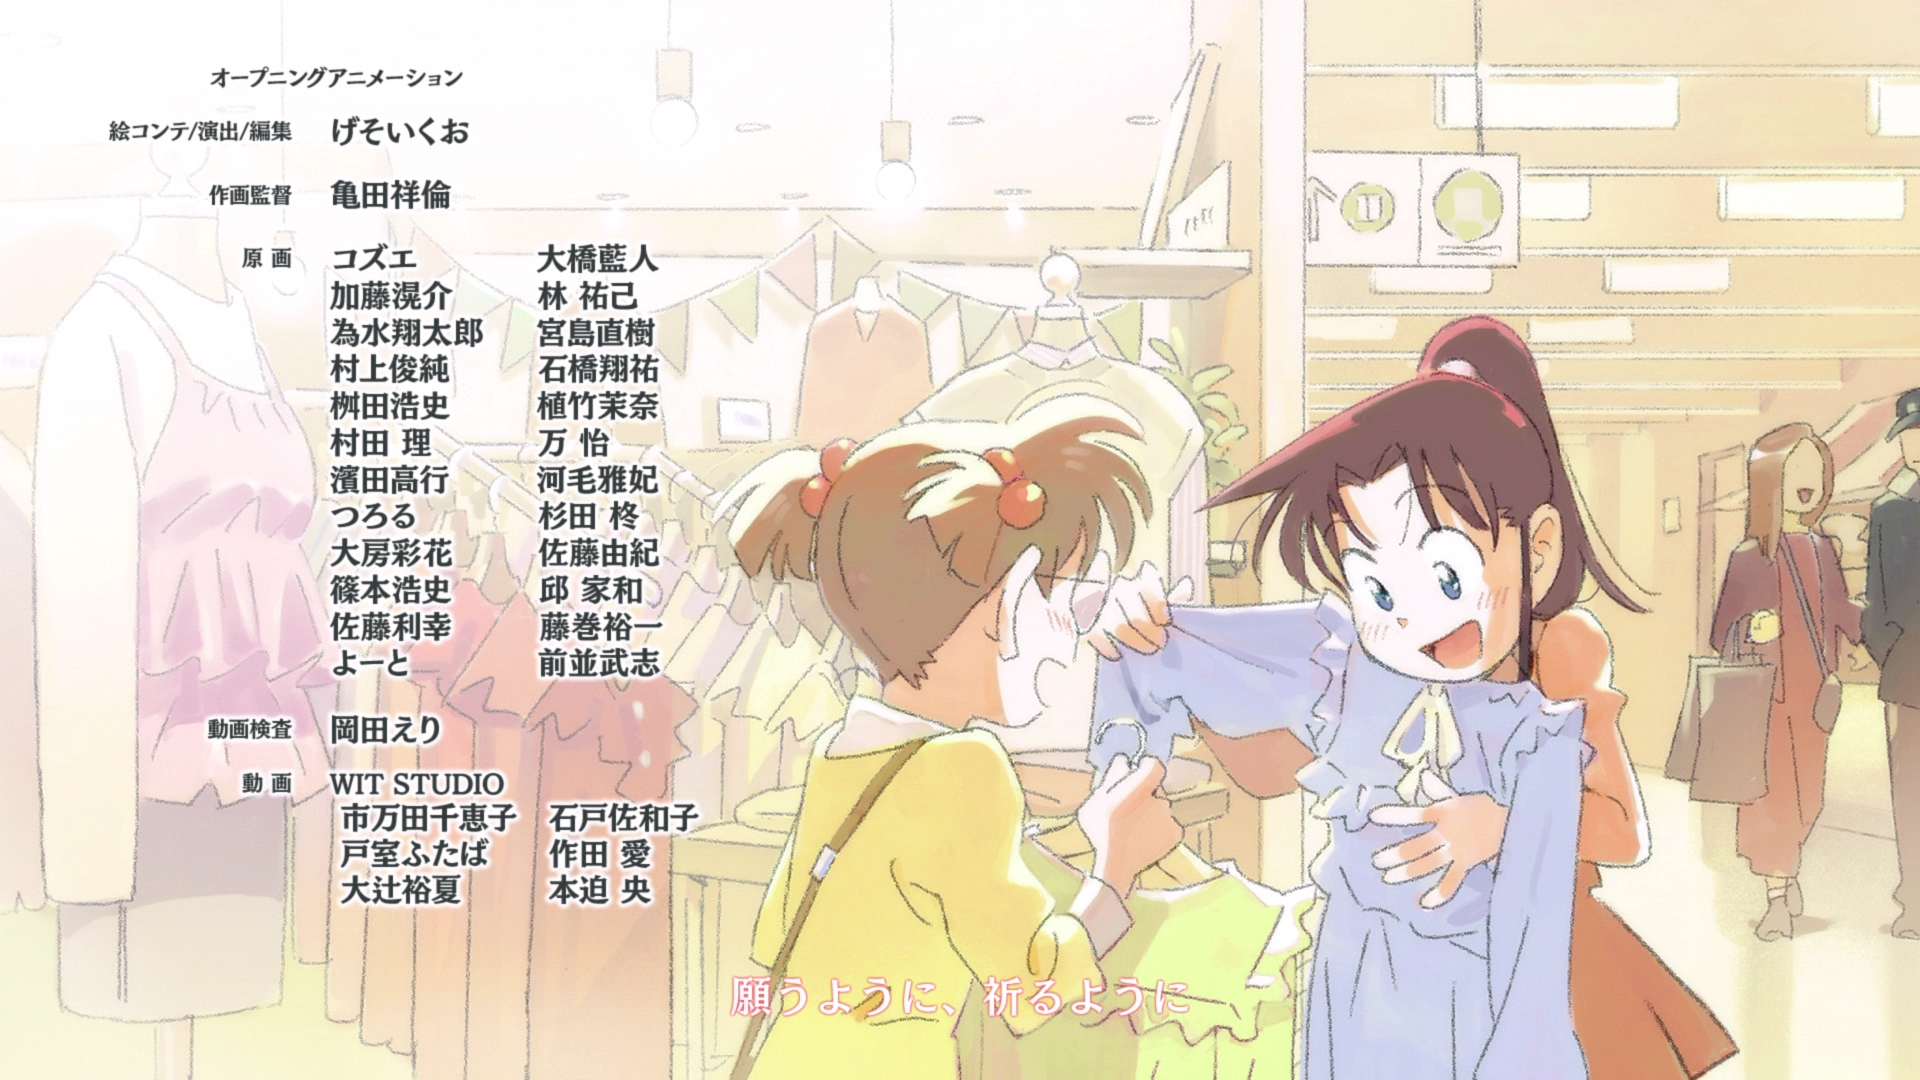 オープニングアニメーション
絵コンテ/演出/編集 げそいくお
作画監督 亀田祥倫
原 画 コズエ 大橋藍人
加藤滉介 林 祐己
為水翔太郎 宮島直樹
村上俊純 石橋翔祐
桝田浩史 植竹茉奈
村田 理 万 怡
濱田高行 河毛雅妃
つろる 杉田 柊
大房彩花 佐藤由紀
篠本浩史 邱 家和
佐藤利幸 藤巻裕一
よーと 前並武志
動画検査 岡田えり
動 画 WIT STUDIO
市万田千恵子 石戸佐和子
戸室ふたば 作田 愛
大辻裕夏 本迫 央
願うように、祈るように